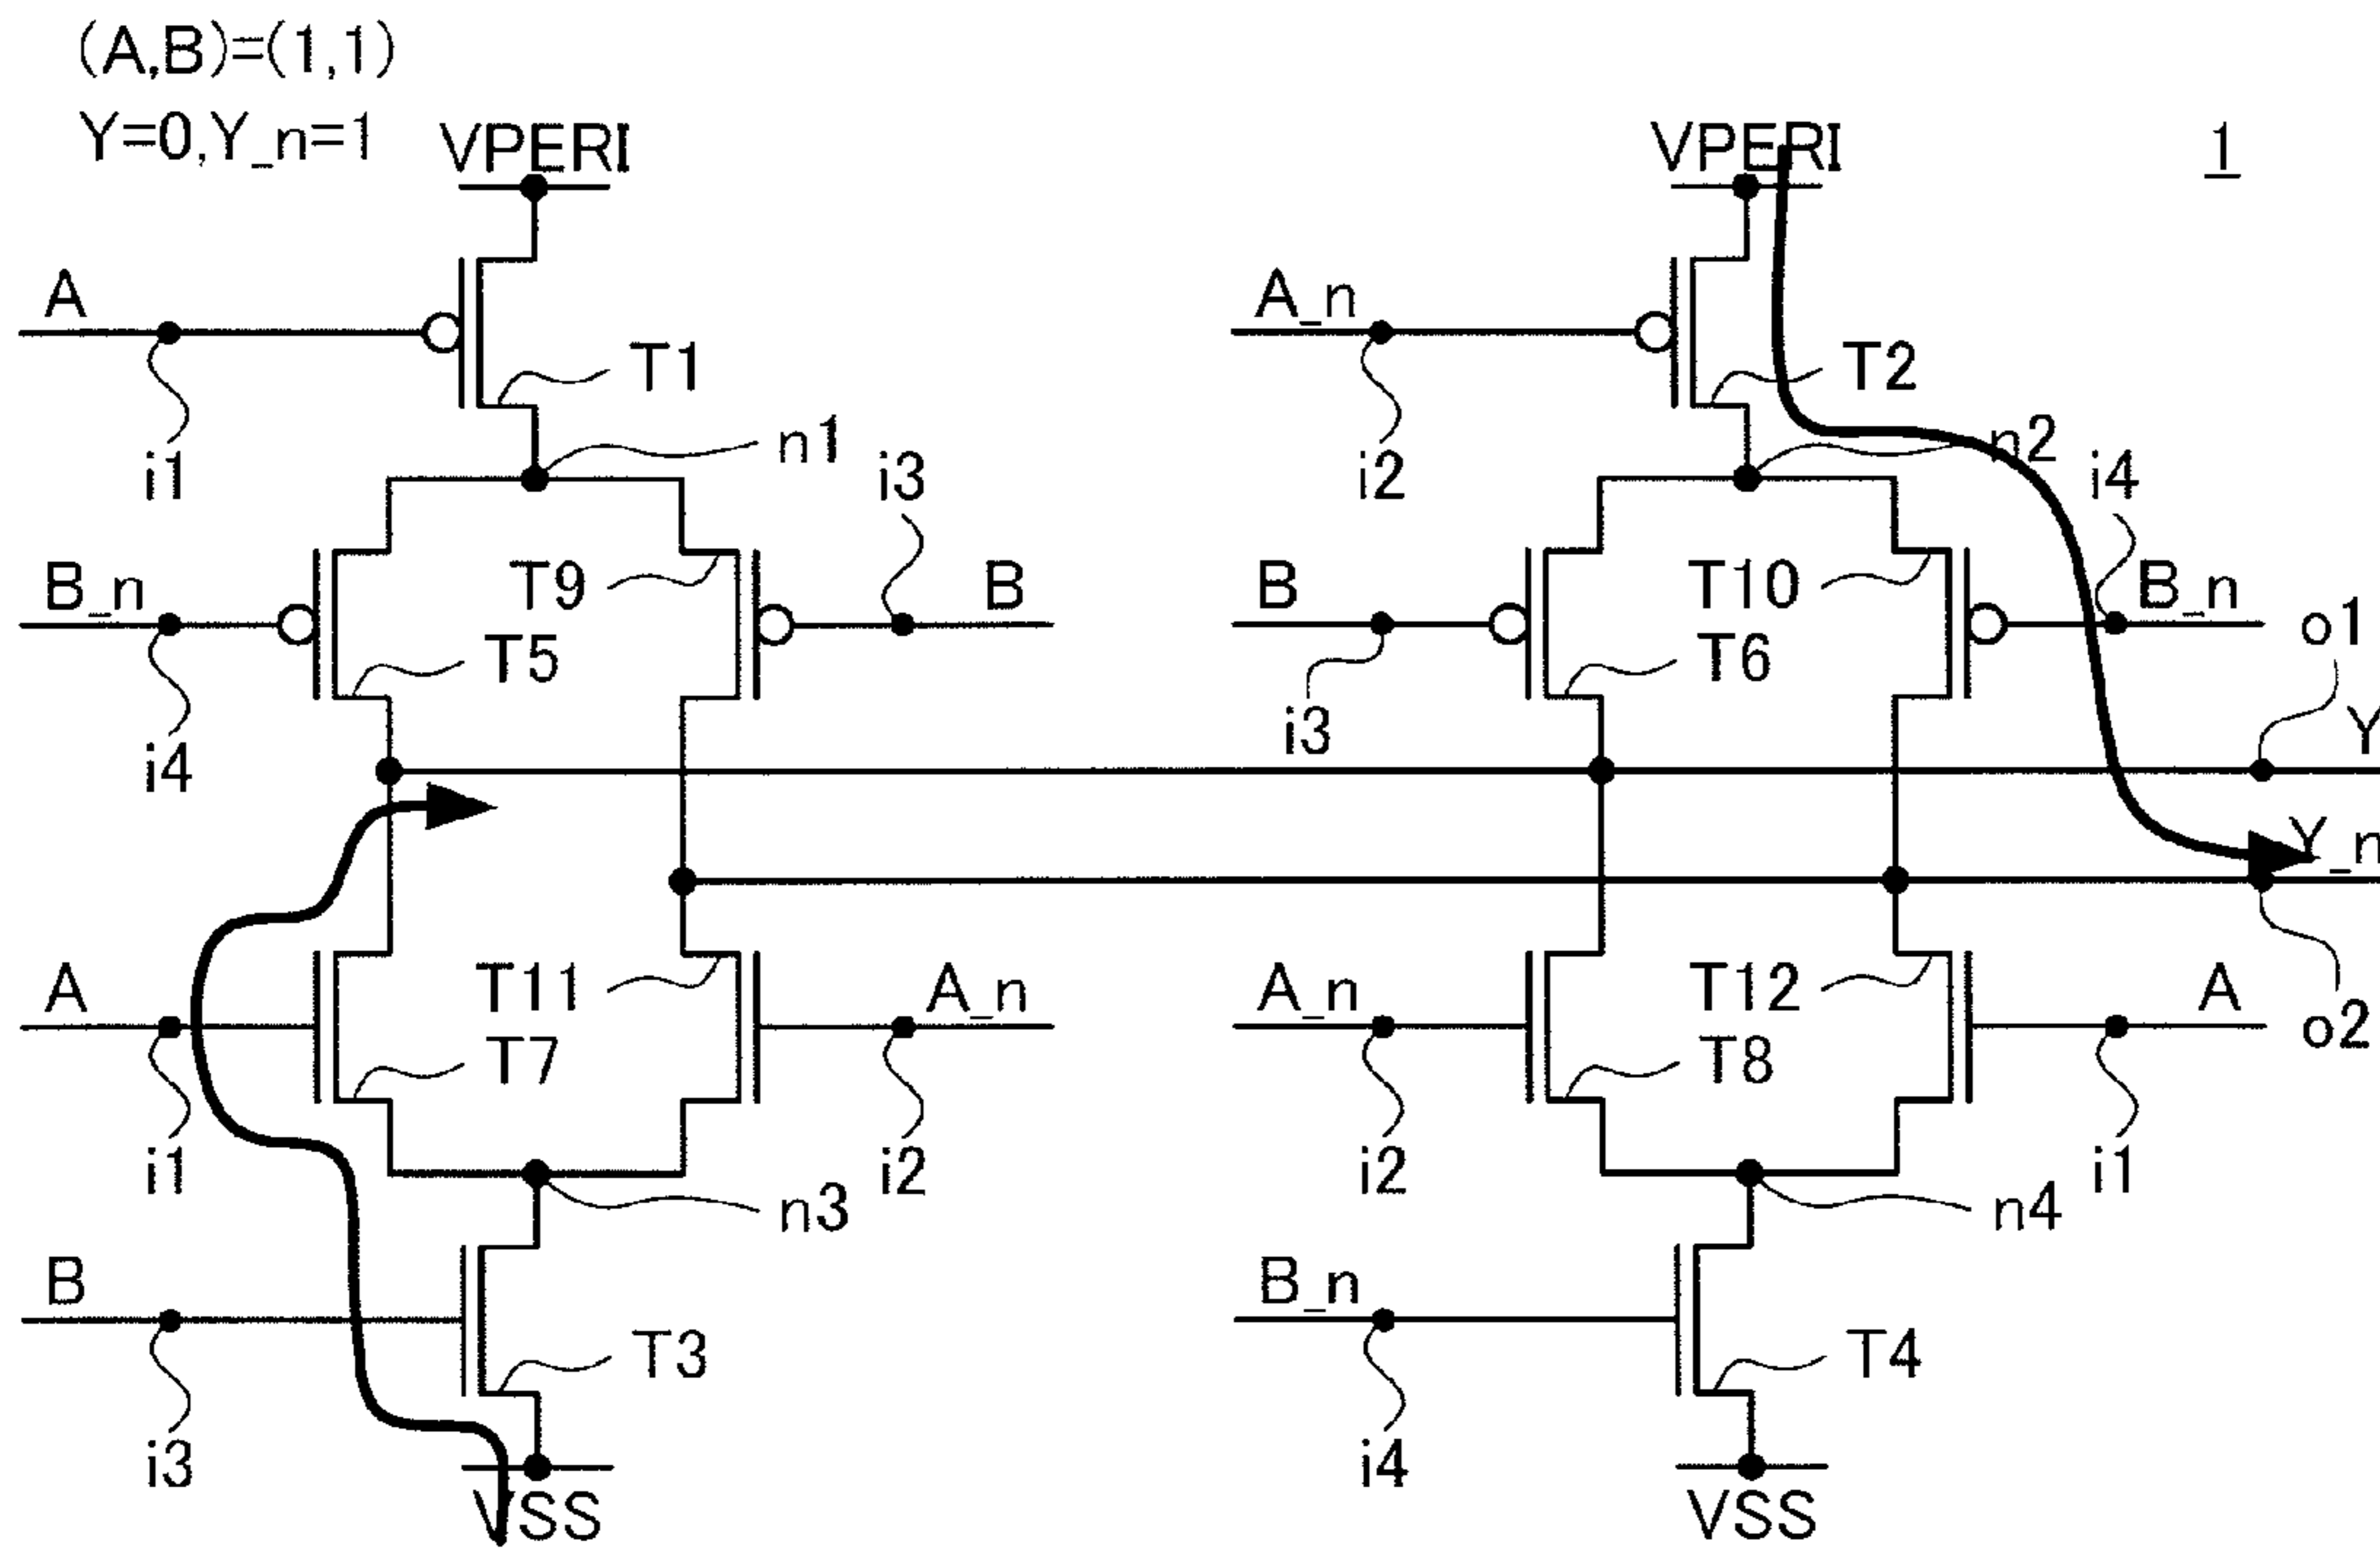 (A,B)=(1,1)
Y=0,Y_n=1
VPERI
VPERI
1
A
T1
i1
n1
A_n
T2
i2
n2
B_n
T9
T5
i4
i3
B
B
T10
T6
i3
i4
B_n
o1
Y
Y_n
A
T11
T7
i1
A_n
i2
n3
A_n
T12
T8
i2
A
i1
o2
n4
B
T3
i3
VSS
B_n
T4
i4
VSS